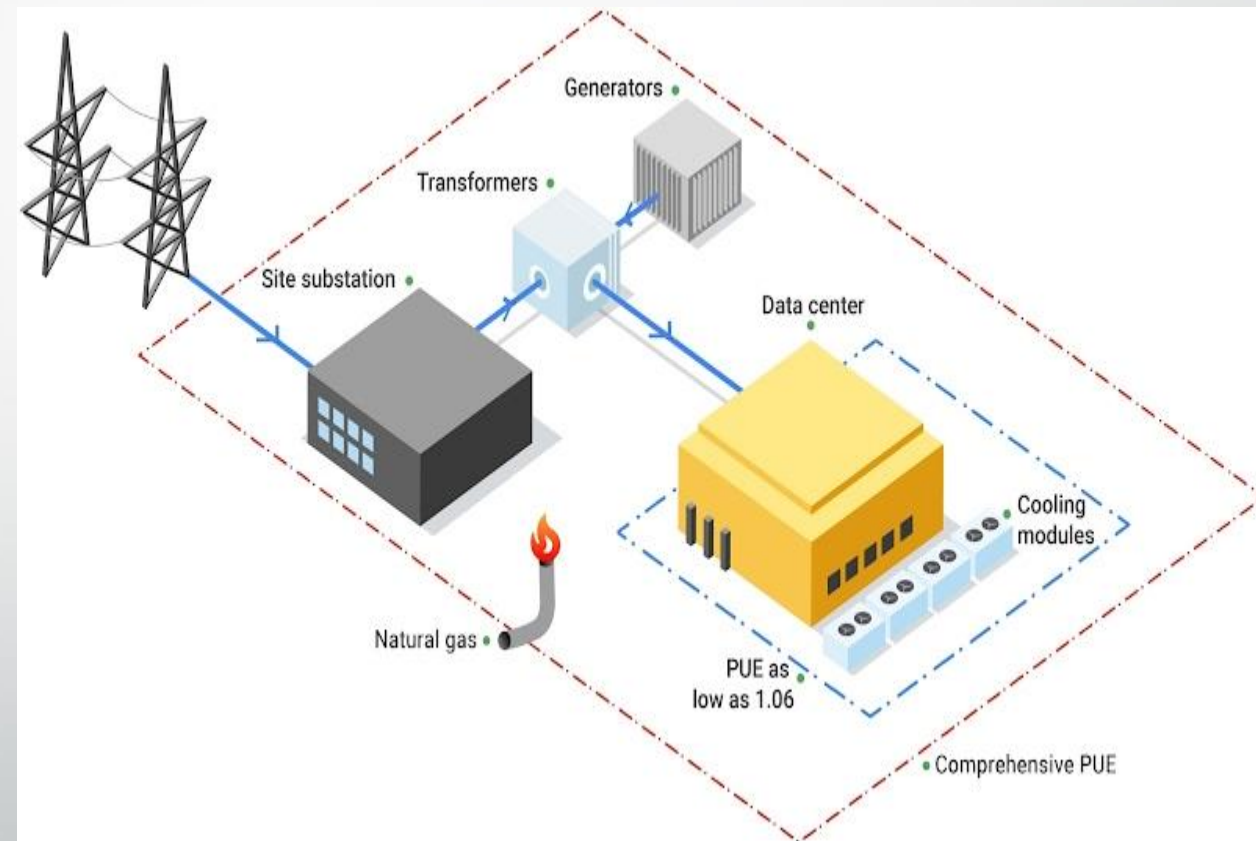 Generators
Transformers
Site substation
Data center
Cooling
modules
Natural gas
PUE as
low as 1.06
Comprehensive PUE